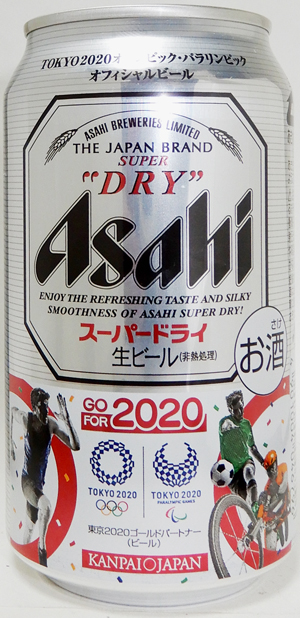 TOKYO2020オリンピック・パラリンピック
オフィシャルビール
ASAHI BREWERIES LIMITED
THE JAPAN BRAND
SUPER
"DRY"
Asahi
ENJOY THE REFRESHING TASTE AND SILKY
SMOOTHNESS OF ASAHI SUPER DRY!
スーパードライ
生ビール(非熱処理)
さけ
お酒
GO
FOR 2020
TOKYO 2020
TOKYO 2020
PARALYMPIC GAMES
東京2020ゴールドパートナー
(ビール)
KANPAI JAPAN